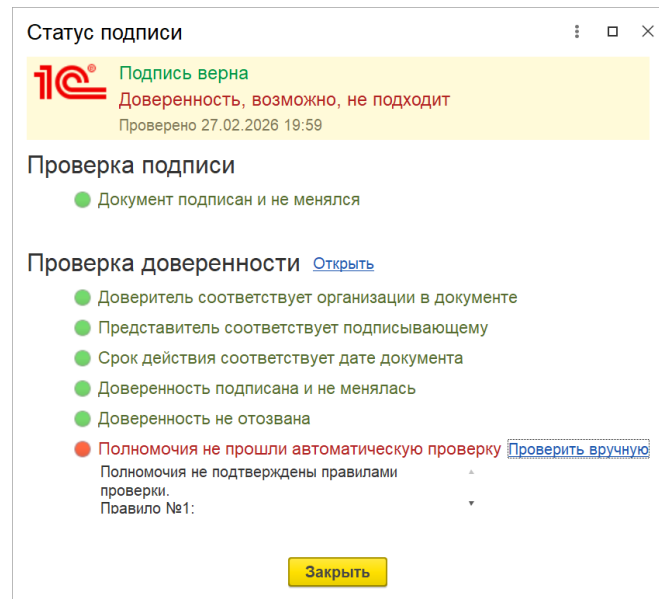 Статус подписи
1С®
Подпись верна
Доверенность, возможно, не подходит
Проверено 27.02.2026 19:59
Проверка подписи
Документ подписан и не менялся
Проверка доверенности Открыть
Доверитель соответствует организации в документе
Представитель соответствует подписывающему
Срок действия соответствует дате документа
Доверенность подписана и не менялась
Доверенность не отозвана
Полномочия не прошли автоматическую проверку Проверить вручную
Полномочия не подтверждены правилами
проверки.
Правило №1:
Закрыть